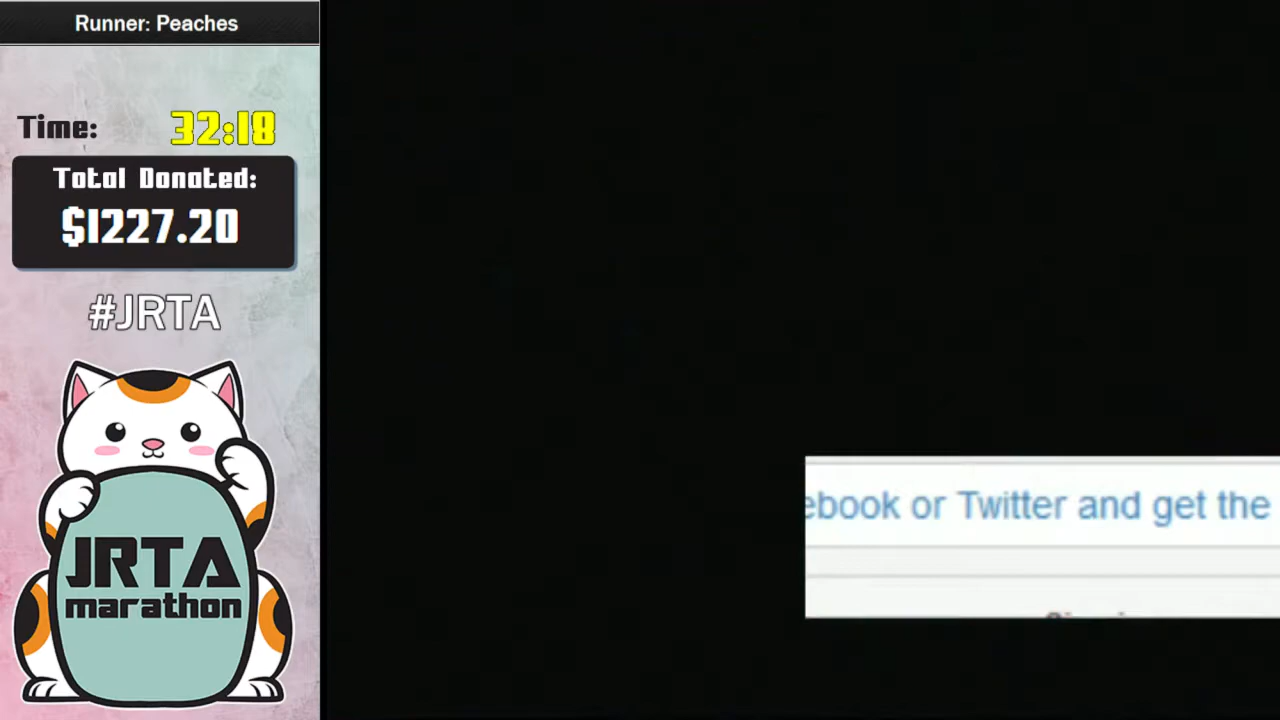 Runner: Peaches
Time: 32:18
Total Donated:
$1227.20
#JRTA
JRTA
marathon
ebook or Twitter and get the